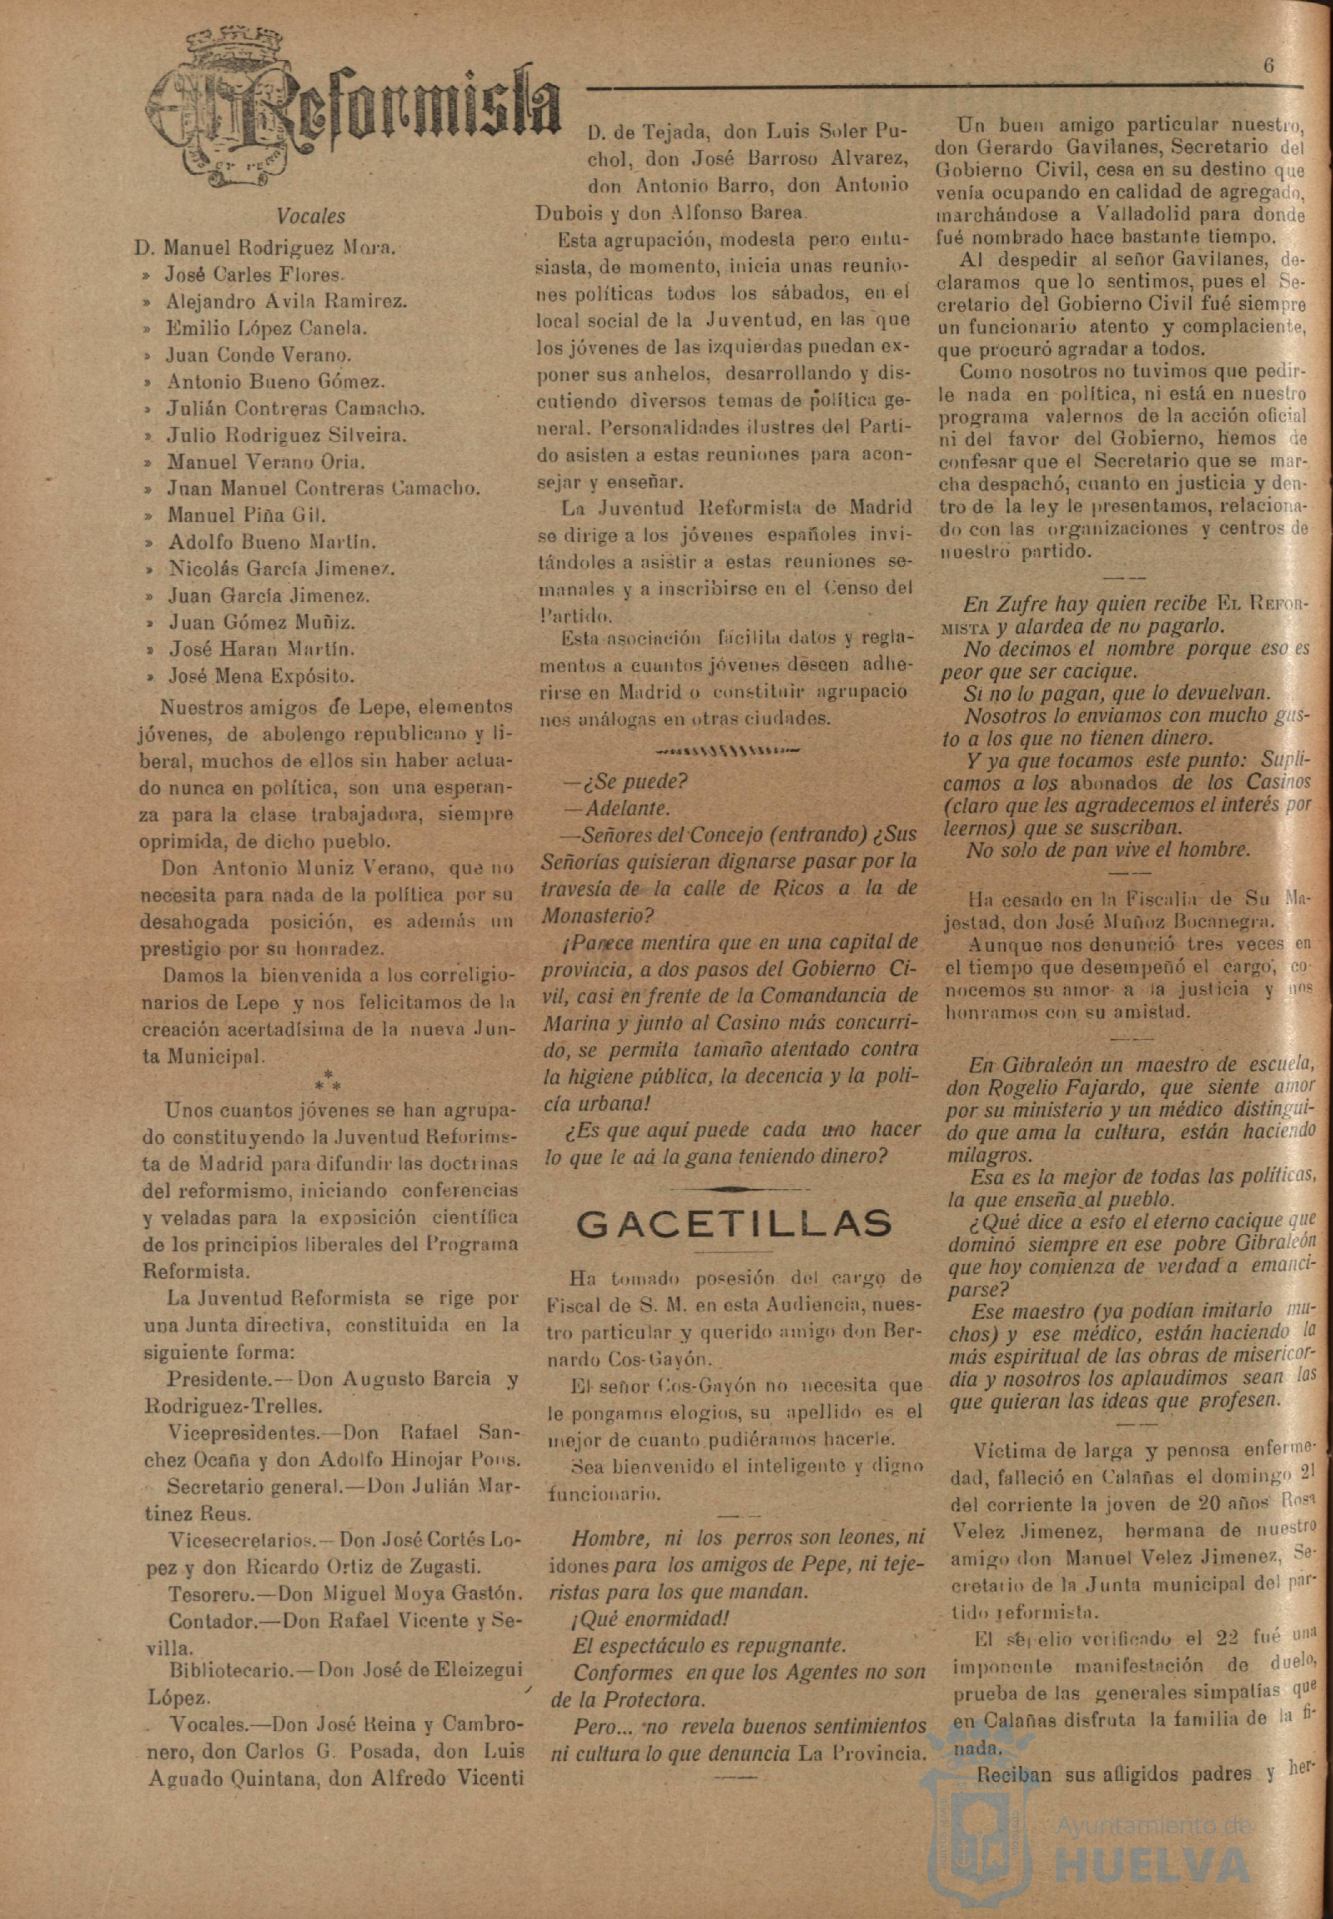 El Reformista
6
Vocales
D. Manuel Rodriguez Mora.
» José Carles Flores.
» Alejandro Avila Ramirez.
» Emilio López Canela.
» Juan Conde Verano.
» Antonio Bueno Gómez.
» Julián Contreras Camacho.
» Julio Rodriguez Silveira.
» Manuel Verano Oria.
» Juan Manuel Contreras Camacho.
» Manuel Piña Gil.
» Adolfo Bueno Martín.
» Nicolás García Jimenez.
» Juan García Jimenez.
» Juan Gómez Muñiz.
» José Haran Martín.
» José Mena Expósito.
Nuestros amigos de Lepe, elementos
jóvenes, de abolengo republicano y li-
beral, muchos de ellos sin haber actua-
do nunca en política, son una esperan-
za para la clase trabajadora, siempre
oprimida, de dicho pueblo.
Don Antonio Muniz Verano, que no
necesita para nada de la política por su
desahogada posición, es además un
prestigio por su honradez.
Damos la bienvenida a los correligio-
narios de Lepe y nos felicitamos de la
creación acertadísima de la nueva Jun-
ta Municipal.
* * *
Unos cuantos jóvenes se han agrupa-
do constituyendo la Juventud Reforims-
ta de Madrid para difundir las doctrinas
del reformismo, iniciando conferencias
y veladas para la exposición científica
de los principios liberales del Programa
Reformista.
La Juventud Reformista se rige por
una Junta directiva, constituida en la
siguiente forma:
Presidente.—Don Augusto Barcia y
Rodriguez-Trelles.
Vicepresidentes.—Don Rafael San-
chez Ocaña y don Adolfo Hinojar Pons.
Secretario general.—Don Julián Mar-
tinez Reus.
Vicesecretarios.—Don José Cortés Lo-
pez y don Ricardo Ortiz de Zugasti.
Tesorero.—Don Miguel Moya Gastón.
Contador.—Don Rafael Vicente y Se-
villa.
Bibliotecario.—Don José de Eleizegui
López.
Vocales.—Don José Reina y Cambro-
nero, don Carlos G. Posada, don Luis
Aguado Quintana, don Alfredo Vicenti
D. de Tejada, don Luis Soler Pu-
chol, don José Barroso Alvarez,
don Antonio Barro, don Antonio
Dubois y don Alfonso Barea.
Esta agrupación, modesta pero entu-
siasta, de momento, inicia unas reunio-
nes políticas todos los sábados, en el
local social de la Juventud, en las que
los jóvenes de las izquierdas puedan ex-
poner sus anhelos, desarrollando y dis-
cutiendo diversos temas de política ge-
neral. Personalidades ilustres del Parti-
do asisten a estas reuniones para acon-
sejar y enseñar.
La Juventud Reformista de Madrid
se dirige a los jóvenes españoles invi-
tándoles a asistir a estas reuniones se-
manales y a inscribirse en el Censo del
Partido.
Esta asociación facilita datos y regla-
mentos a cuantos jóvenes deseen adhe-
rirse en Madrid o constituir agrupacio
nes análogas en otras ciudades.
—¿Se puede?
—Adelante.
—Señores del Concejo (entrando) ¿Sus
Señorías quisieran dignarse pasar por la
travesía de la calle de Ricos a la de
Monasterio?
¡Parece mentira que en una capital de
provincia, a dos pasos del Gobierno Ci-
vil, casi en frente de la Comandancia de
Marina y junto al Casino más concurri-
do, se permita tamaño atentado contra
la higiene pública, la decencia y la poli-
cía urbana!
¿Es que aquí puede cada uno hacer
lo que le dá la gana teniendo dinero?
GACETILLAS
Ha tomado posesión del cargo de
Fiscal de S. M. en esta Audiencia, nues-
tro particular y querido amigo don Ber-
nardo Cos-Gayón.
El señor Cos-Gayón no necesita que
le pongamos elogios, su apellido es el
mejor de cuanto pudiéramos hacerle.
Sea bienvenido el inteligente y digno
funcionario.
Hombre, ni los perros son leones, ni
idones para los amigos de Pepe, ni teje-
ristas para los que mandan.
¡Qué enormidad!
El espectáculo es repugnante.
Conformes en que los Agentes no son
de la Protectora.
Pero... no revela buenos sentimientos
ni cultura lo que denuncia La Provincia.
Un buen amigo particular nuestro,
don Gerardo Gavilanes, Secretario del
Gobierno Civil, cesa en su destino que
venía ocupando en calidad de agregado,
marchándose a Valladolid para donde
fué nombrado hace bastante tiempo.
Al despedir al señor Gavilanes, de-
claramos que lo sentimos, pues el Se-
cretario del Gobierno Civil fué siempre
un funcionario atento y complaciente,
que procuró agradar a todos.
Como nosotros no tuvimos que pedir-
le nada en política, ni está en nuestro
programa valernos de la acción oficial
ni del favor del Gobierno, hemos de
confesar que el Secretario que se mar-
cha despachó, cuanto en justicia y den-
tro de la ley le presentamos, relaciona-
do con las organizaciones y centros de
nuestro partido.
En Zufre hay quien recibe EL REFOR-
MISTA y alardea de no pagarlo.
No decimos el nombre porque eso es
peor que ser cacique.
Si no lo pagan, que lo devuelvan.
Nosotros lo enviamos con mucho gus-
to a los que no tienen dinero.
Y ya que tocamos este punto: Supli-
camos a los abonados de los Casinos
(claro que les agradecemos el interés por
leernos) que se suscriban.
No solo de pan vive el hombre.
Ha cesado en la Fiscalía de Su Ma-
jestad, don José Muñoz Bocanegra.
Aunque nos denunció tres veces en
el tiempo que desempeñó el cargo, co-
nocemos su amor a la justicia y nos
honramos con su amistad.
En Gibraleón un maestro de escuela,
don Rogelio Fajardo, que siente amor
por su ministerio y un médico distingui-
do que ama la cultura, están haciendo
milagros.
Esa es la mejor de todas las políticas,
la que enseña al pueblo.
¿Qué dice a esto el eterno cacique que
dominó siempre en ese pobre Gibraleón
que hoy comienza de verdad a emanci-
parse?
Ese maestro (ya podían imitarlo mu-
chos) y ese médico, están haciendo la
más espiritual de las obras de misericor-
dia y nosotros los aplaudimos sean las
que quieran las ideas que profesen.
Víctima de larga y penosa enferme-
dad, falleció en Calañas el domingo 21
del corriente la joven de 20 años Rosa
Velez Jimenez, hermana de nuestro
amigo don Manuel Velez Jimenez, Se-
cretario de la Junta municipal del par-
tido reformista.
El sepelio verificado el 22 fué una
imponente manifestación de duelo,
prueba de las generales simpatías que
en Calañas disfruta la familia de la fi-
nada.
Reciban sus afligidos padres y her-
Ayuntamiento de
HUELVA